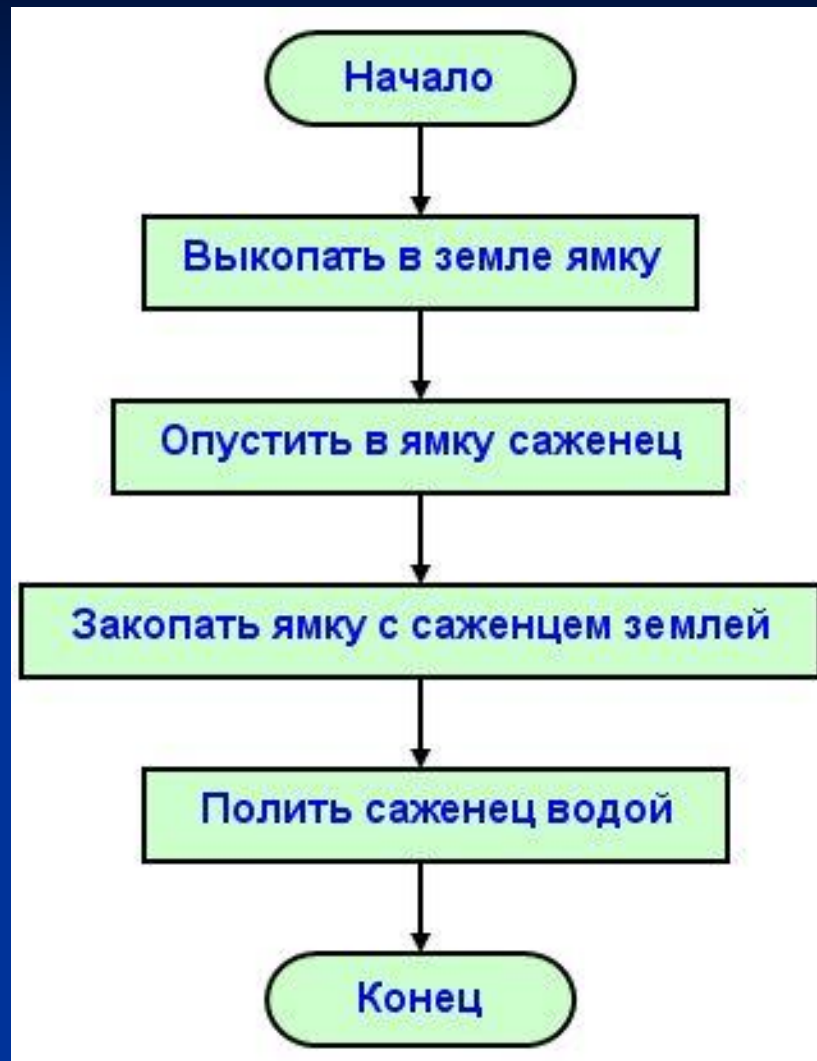 Начало
Выкопать в земле ямку
Опустить в ямку саженец
Закопать ямку с саженцем землей
Полить саженец водой
Конец